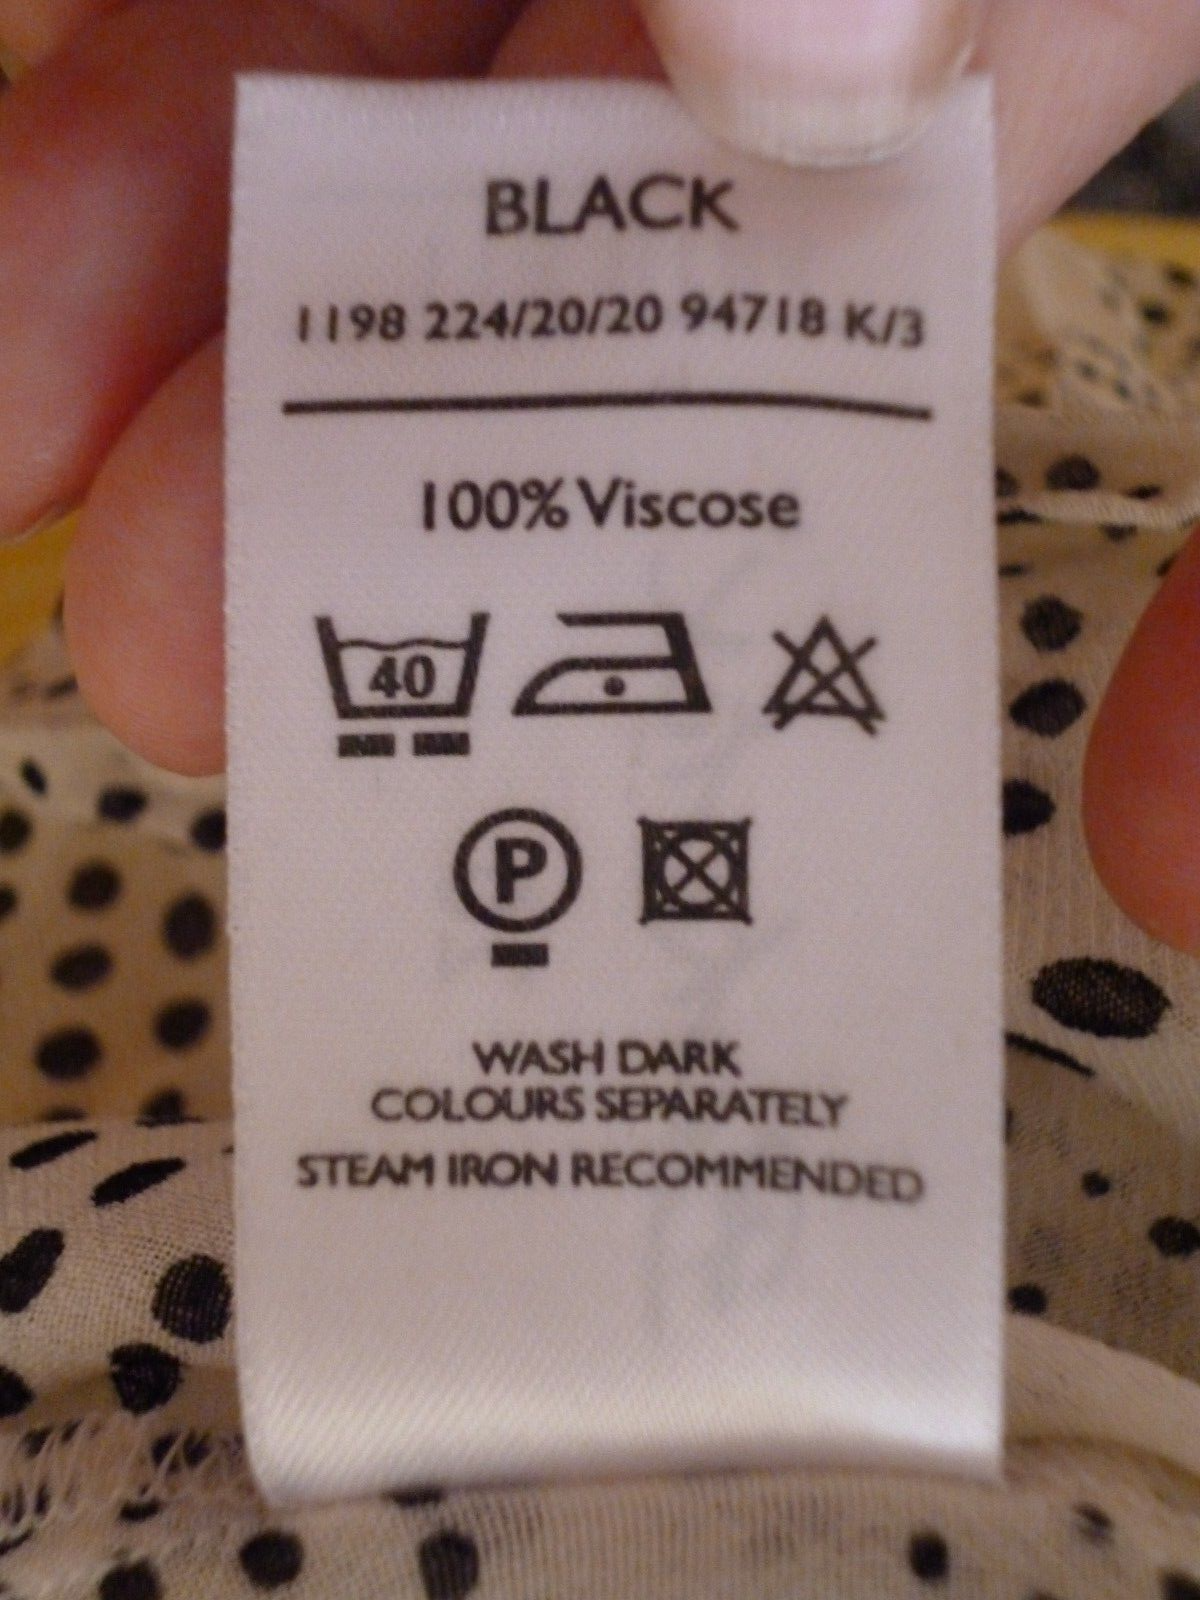 BLACK
1198 224/20/20 94718 K/3
100% Viscose
40
P
WASH DARK
COLOURS SEPARATELY
STEAM IRON RECOMMENDED